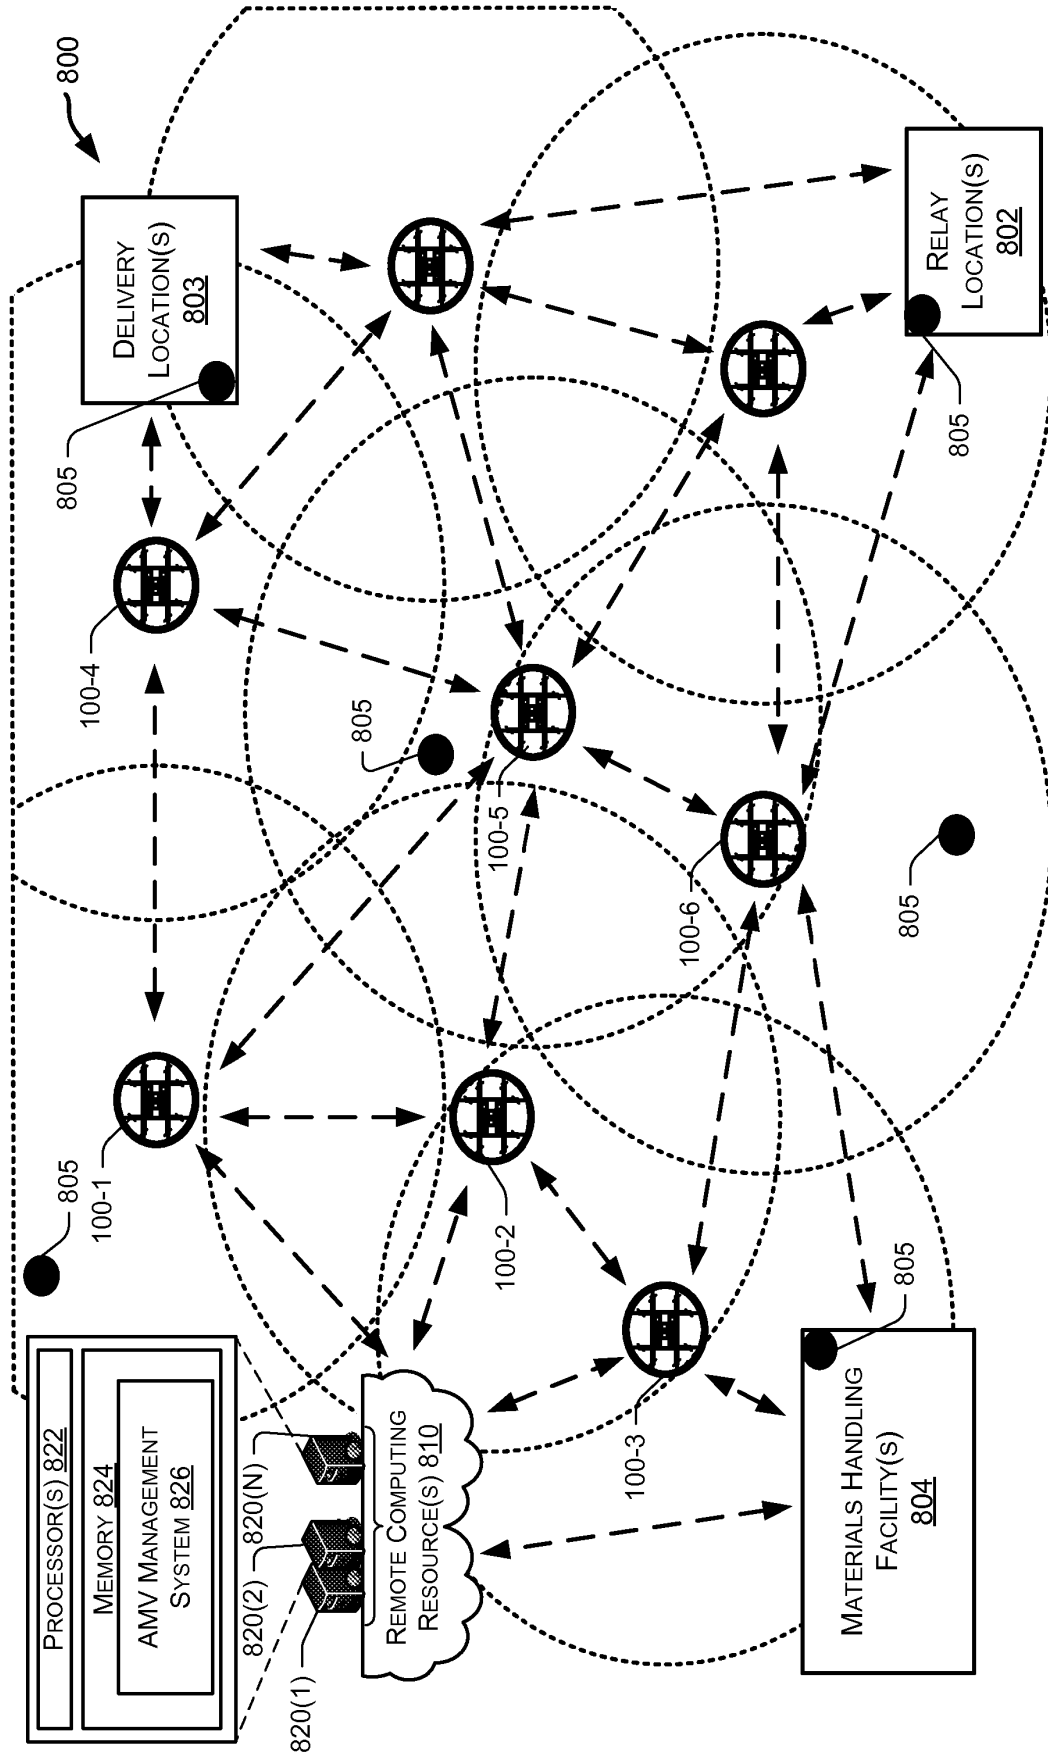 800
PROCESSOR(S) 822
MEMORY 824
AMV MANAGEMENT
SYSTEM 826
805
100-1
100-4
805
DELIVERY
LOCATION(S)
803
820(1)
820(2)
820(N)
REMOTE COMPUTING
RESOURCE(S) 810
805
100-2
100-5
100-3
100-6
MATERIALS HANDLING
FACILITY(S)
804
805
805
805
RELAY
LOCATION(S)
802